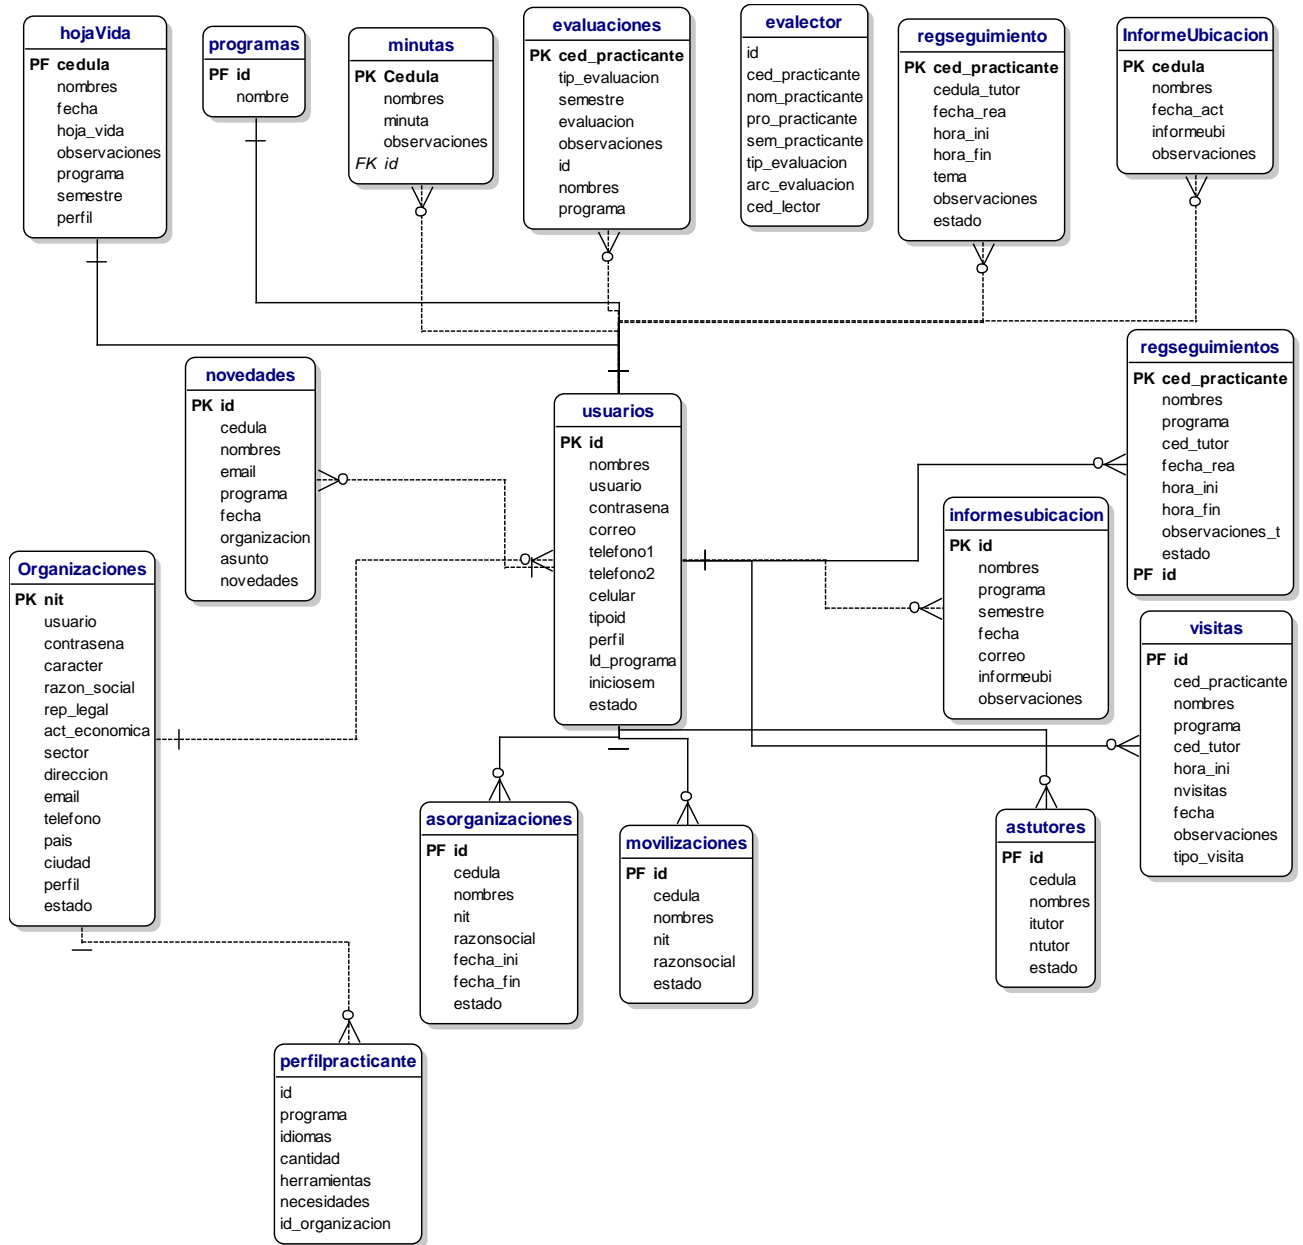 hojaVida
PF cedula
nombres
fecha
hoja_vida
observaciones
programa
semestre
perfil
programas
PF id
nombre
minutas
PK Cedula
nombres
minuta
observaciones
FK id
evaluaciones
PK ced_practicante
tip_evaluacion
semestre
evaluacion
observaciones
id
nombres
programa
evalector
id
ced_practicante
nom_practicante
pro_practicante
sem_practicante
tip_evaluacion
arc_evaluacion
ced_lector
regseguimiento
PK ced_practicante
cedula_tutor
fecha_rea
hora_ini
hora_fin
tema
observaciones
estado
InformeUbicacion
PK cedula
nombres
fecha_act
informeubi
observaciones
novedades
PK id
cedula
nombres
email
programa
fecha
organizacion
asunto
novedades
usuarios
PK id
nombres
usuario
contrasena
correo
telefono1
telefono2
celular
tipoid
perfil
Id_programa
iniciosem
estado
regseguimientos
PK ced_practicante
nombres
programa
ced_tutor
fecha_rea
hora_ini
hora_fin
observaciones_t
estado
PF id
informesubicacion
PK id
nombres
programa
semestre
fecha
correo
informeubi
observaciones
Organizaciones
PK nit
usuario
contrasena
caracter
razon_social
rep_legal
act_economica
sector
direccion
email
telefono
pais
ciudad
perfil
estado
visitas
PF id
ced_practicante
nombres
programa
ced_tutor
hora_ini
nvisitas
fecha
observaciones
tipo_visita
asorganizaciones
PF id
cedula
nombres
nit
razonsocial
fecha_ini
fecha_fin
estado
movilizaciones
PF id
cedula
nombres
nit
razonsocial
estado
astutores
PF id
cedula
nombres
itutor
ntutor
estado
perfilpracticante
id
programa
idiomas
cantidad
herramientas
necesidades
id_organizacion